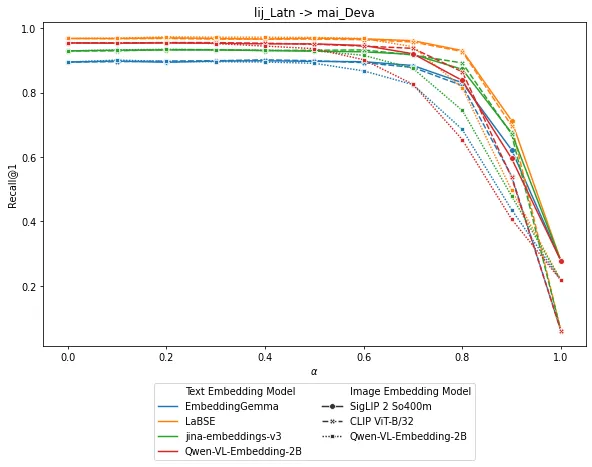 lij_Latn -> mai_Deva
Recall@1
1.0
0.8
0.6
0.4
0.2
0.0 0.2 0.4 0.6 0.8 1.0
α
Text Embedding Model
EmbeddingGemma
LaBSE
jina-embeddings-v3
Qwen-VL-Embedding-2B
Image Embedding Model
SigLIP 2 So400m
CLIP ViT-B/32
Qwen-VL-Embedding-2B